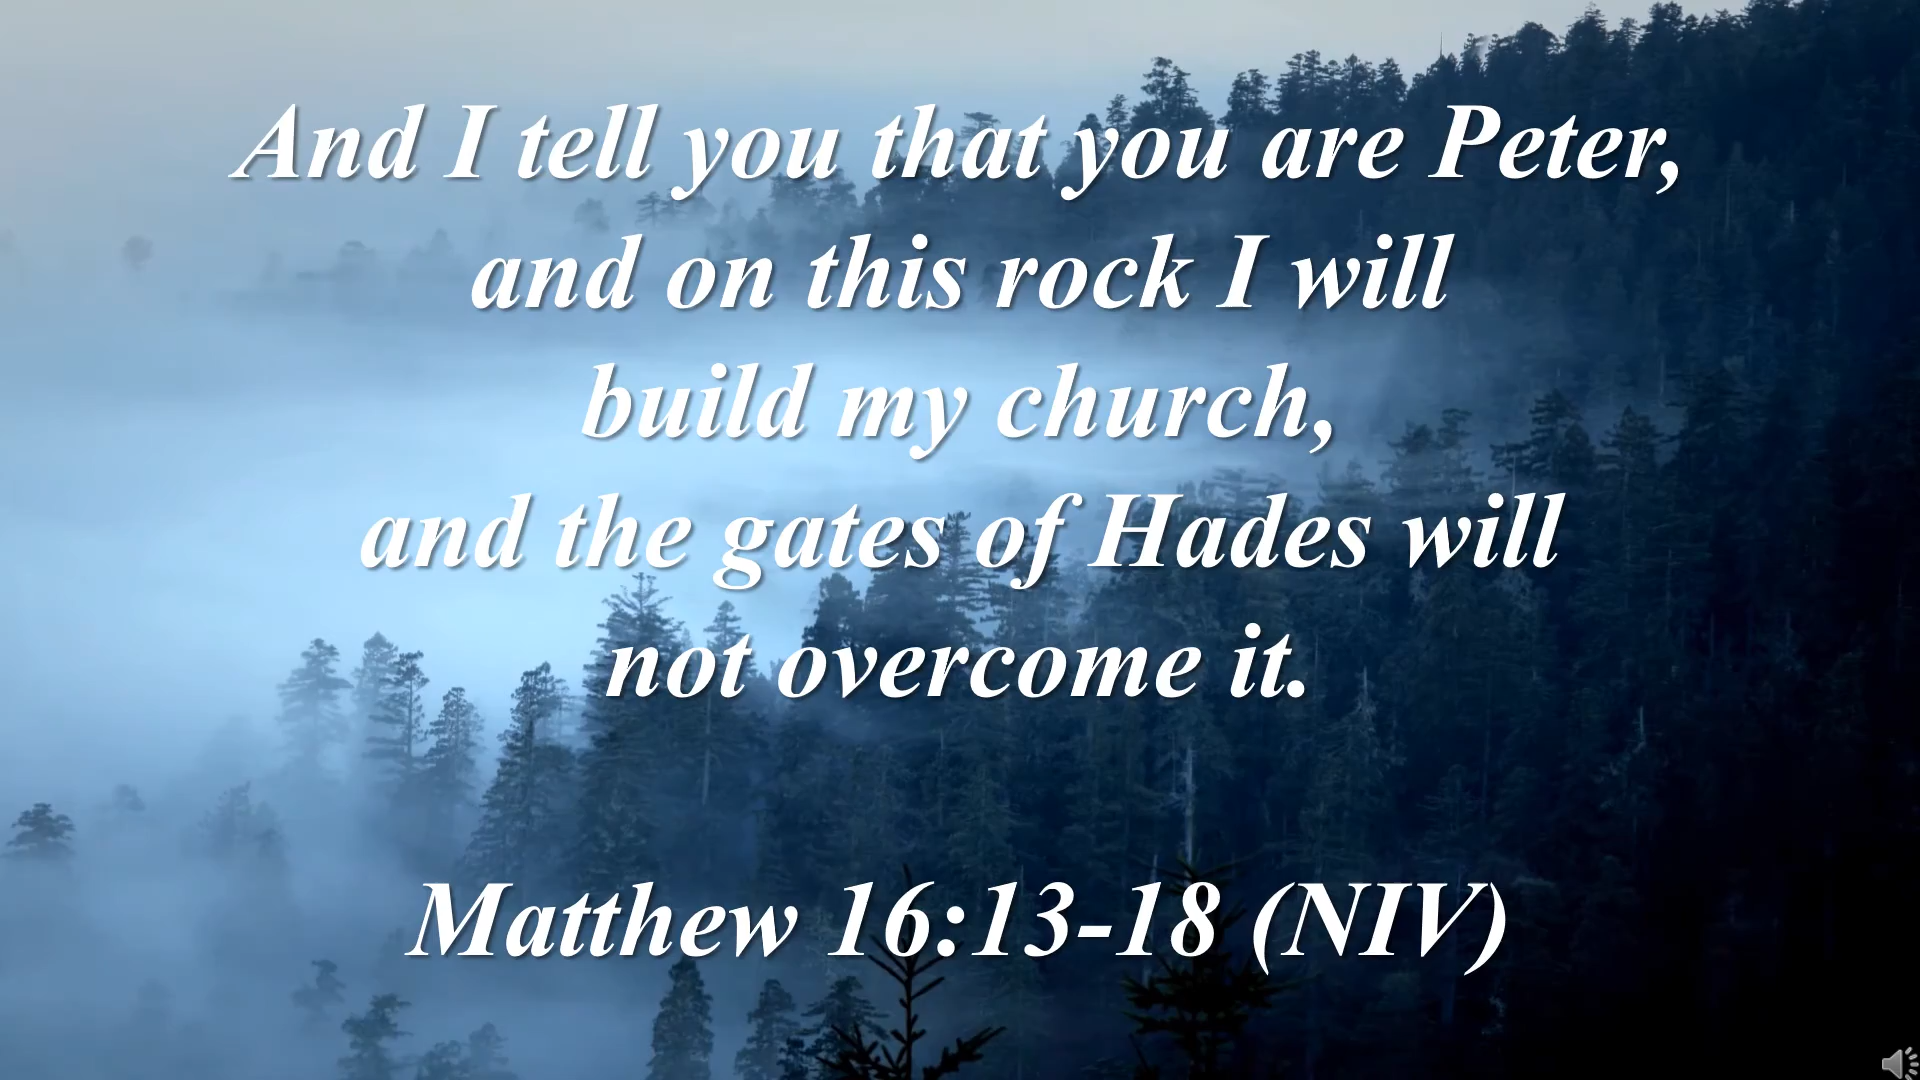 And I tell you that you are Peter,
and on this rock I will
build my church,
and the gates of Hades will
not overcome it.
Matthew 16:13-18 (NIV)